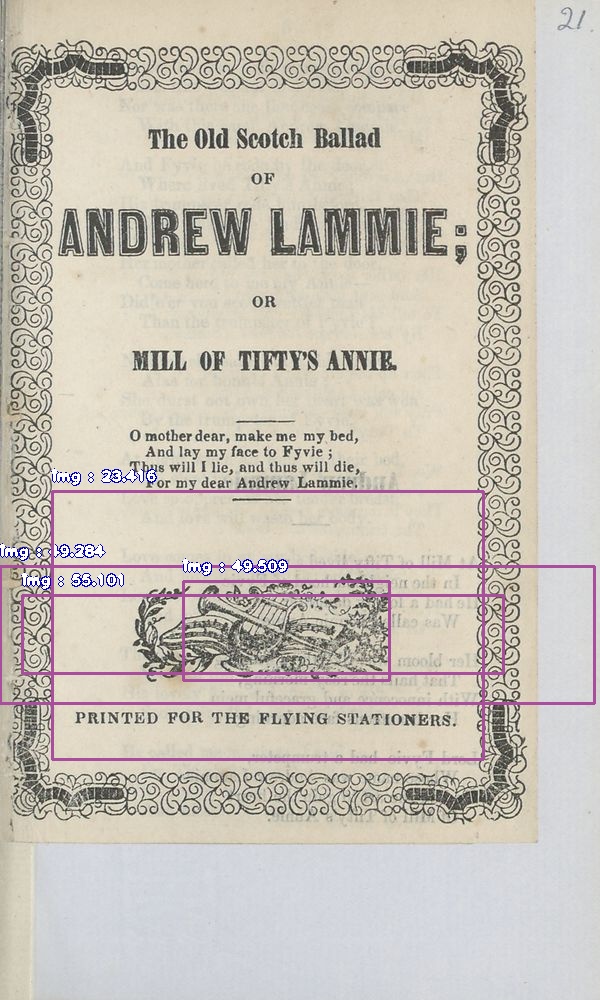 21.
The Old Scotch Ballad
OF
ANDREW LAMMIE;
OR
MILL OF TIFTY'S ANNIE.
O mother dear, make me my bed,
And lay my face to Fyvie ;
Thus will I lie, and thus will die,
For my dear Andrew Lammie.
img : 23.416
img : 39.284
img : 55.101
img : 49.509
PRINTED FOR THE FLYING STATIONERS.